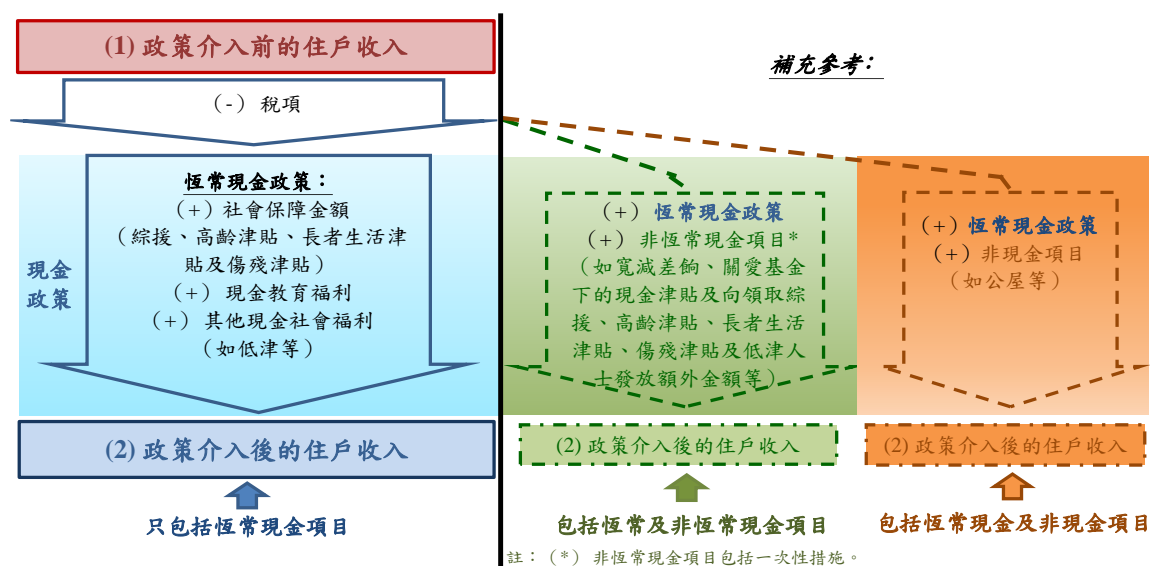 (1) 政策介入前的住戶收入
（-）稅項
現金
政策
恆常現金政策：
（+）社會保障金額
（綜援、高齡津貼、長者生活津
貼及傷殘津貼）
（+） 現金教育福利
（+） 其他現金社會福利
（如低津等）
(2) 政策介入後的住戶收入
只包括恆常現金項目
補充參考：
（+） 恆常現金政策
（+） 非恆常現金項目*
（如寬減差餉、關愛基金
下的現金津貼及向領取綜
援、高齡津貼、長者生活
津貼、傷殘津貼及低津人
士發放額外金額等）
(2) 政策介入後的住戶收入
包括恆常及非恆常現金項目
（+） 恆常現金政策
（+） 非現金項目
（如公屋等）
(2) 政策介入後的住戶收入
包括恆常現金及非現金項目
註：（*） 非恆常現金項目包括一次性措施。